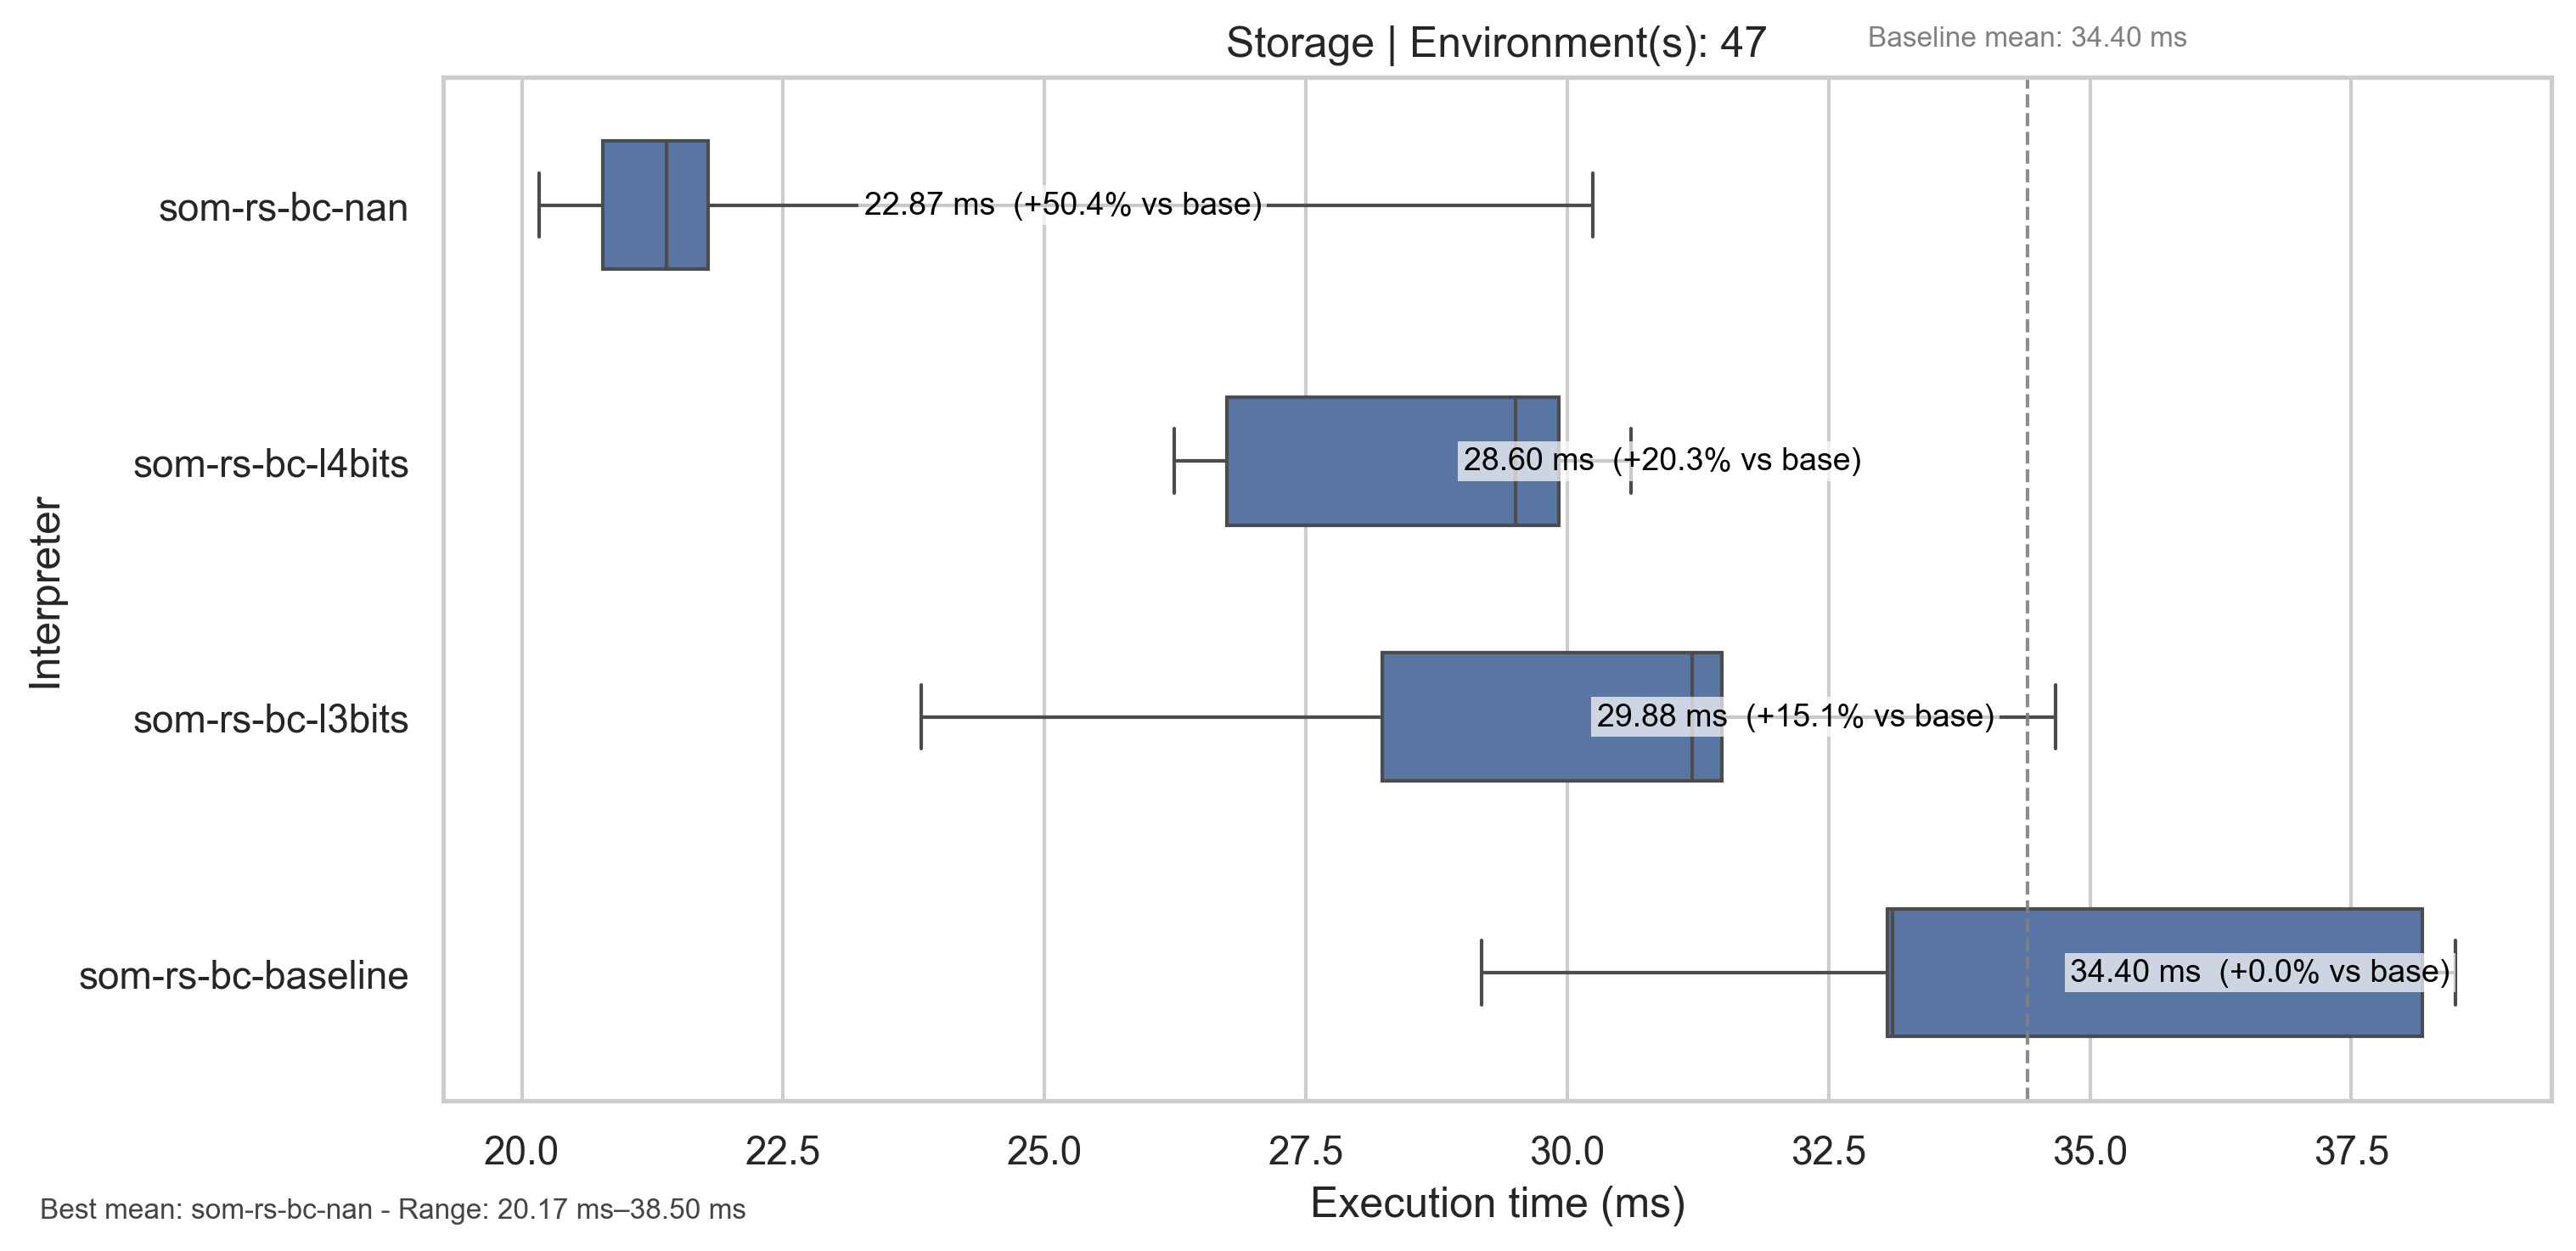 Storage | Environment(s): 47
Baseline mean: 34.40 ms
som-rs-bc-nan
22.87 ms (+50.4% vs base)
som-rs-bc-l4bits
28.60 ms (+20.3% vs base)
som-rs-bc-l3bits
29.88 ms (+15.1% vs base)
som-rs-bc-baseline
34.40 ms (+0.0% vs base)
Interpreter
20.0 22.5 25.0 27.5 30.0 32.5 35.0 37.5
Execution time (ms)
Best mean: som-rs-bc-nan - Range: 20.17 ms–38.50 ms